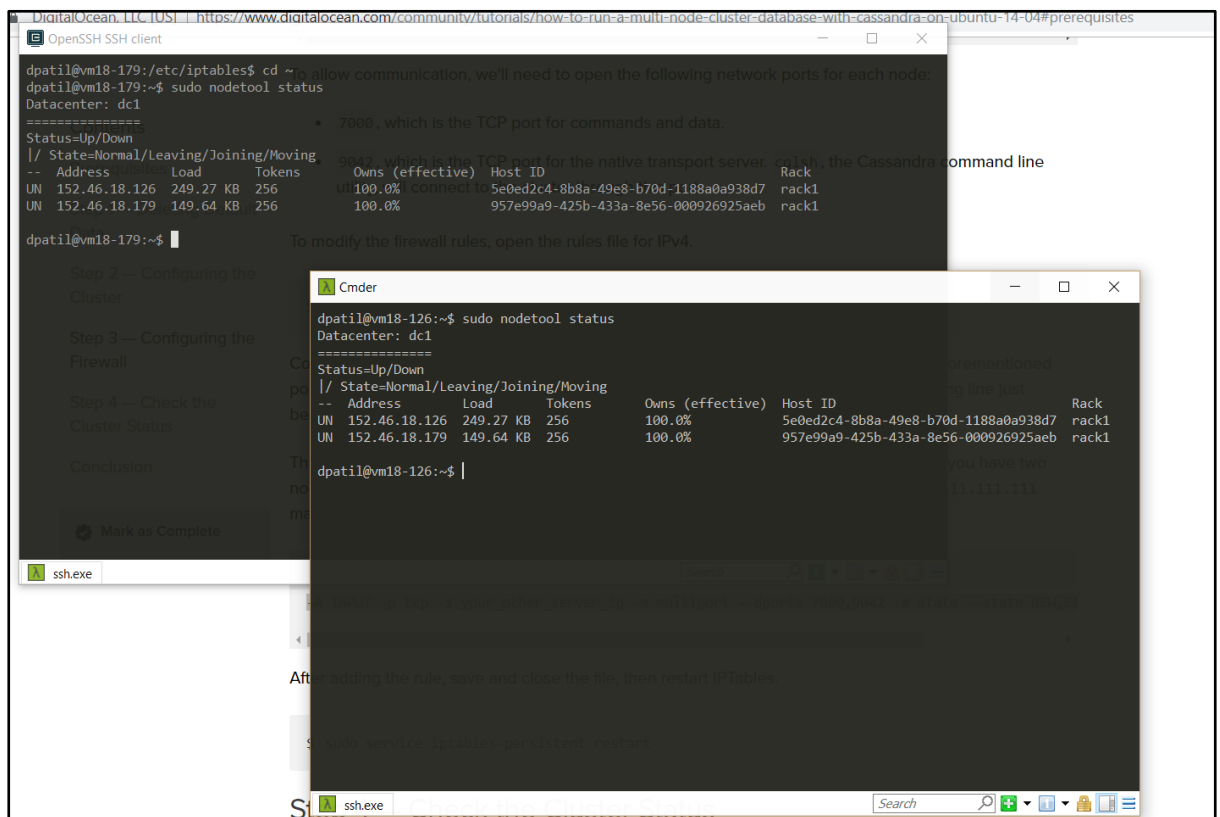 DigitalOcean, LLC [US] | https://www.digitalocean.com/community/tutorials/how-to-run-a-multi-node-cluster-database-with-cassandra-on-ubuntu-14-04#prerequisites
OpenSSH SSH client
dpatil@vm18-179:/etc/iptables$ cd ~
To allow communication, we'll need to open the following network ports for each node:
dpatil@vm18-179:~$ sudo nodetool status
Datacenter: dc1
===============
Contents
7000, which is the TCP port for commands and data.
Status=Up/Down
|/ State=Normal/Leaving/Joining/Moving
9042, which is the TCP port for the native transport server. cqlsh, the Cassandra command line
--  Address        Load       Tokens       Owns (effective)  Host ID                               Rack
UN  152.46.18.126  249.27 KB  256          100.0%            5e0ed2c4-8b8a-49e8-b70d-1188a0a938d7  rack1
UN  152.46.18.179  149.64 KB  256          100.0%            957e99a9-425b-433a-8e56-000926925aeb  rack1
dpatil@vm18-179:~$
To modify the firewall rules, open the rules file for IPv4.
Step 2 — Configuring the
Cluster
Step 3 — Configuring the
Firewall
Step 4 — Check the
Cluster Status
Conclusion
Mark as Complete
ssh.exe
Cmder
dpatil@vm18-126:~$ sudo nodetool status
Datacenter: dc1
===============
Status=Up/Down
|/ State=Normal/Leaving/Joining/Moving
--  Address        Load       Tokens       Owns (effective)  Host ID                               Rack
UN  152.46.18.126  249.27 KB  256          100.0%            5e0ed2c4-8b8a-49e8-b70d-1188a0a938d7  rack1
UN  152.46.18.179  149.64 KB  256          100.0%            957e99a9-425b-433a-8e56-000926925aeb  rack1
dpatil@vm18-126:~$
you have two
After adding the rule, save and close the file, then restart IPTables.
$ sudo service iptables-persistent restart
Check the Cluster Status
ssh.exe
Search